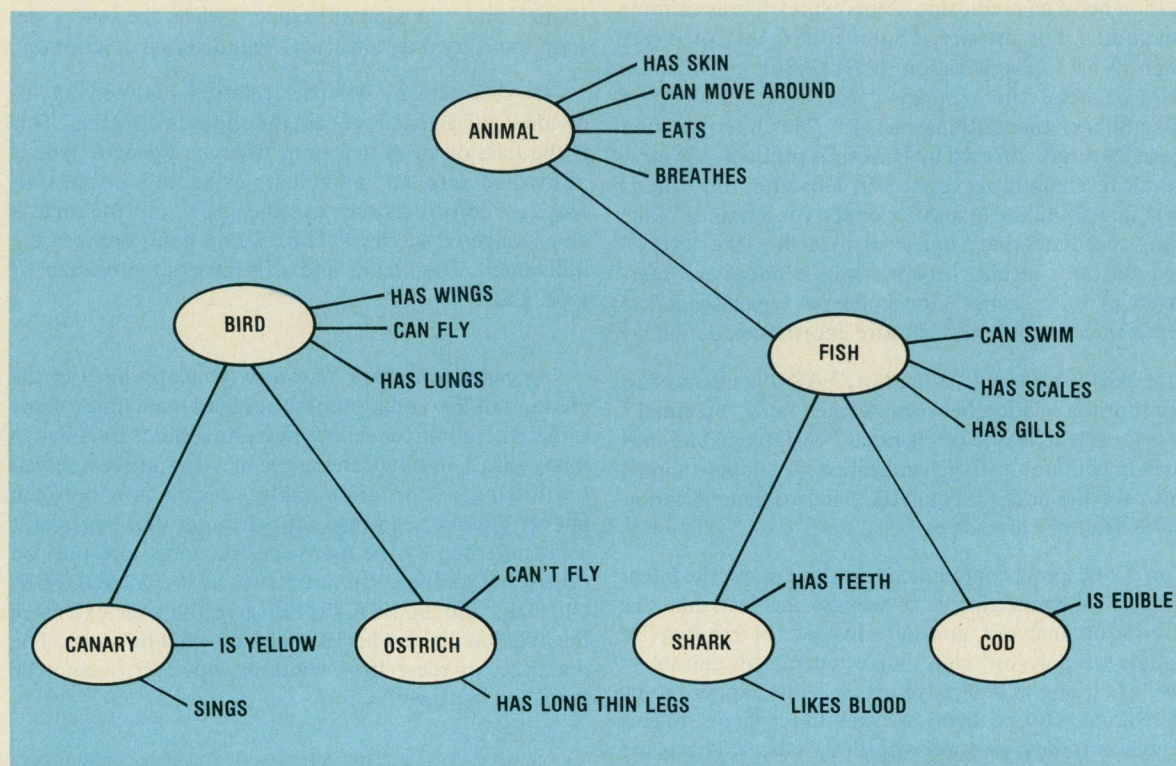 HAS SKIN
CAN MOVE AROUND
ANIMAL
EATS
BREATHES
HAS WINGS
BIRD
CAN FLY
HAS LUNGS
CAN SWIM
FISH
HAS SCALES
HAS GILLS
CAN'T FLY
CANARY
IS YELLOW
OSTRICH
SINGS
HAS LONG THIN LEGS
HAS TEETH
SHARK
LIKES BLOOD
IS EDIBLE
COD